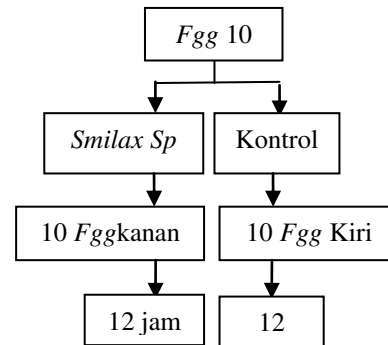 Fgg 10
Smilax Sp
Kontrol
10 Fggkanan
10 Fgg Kiri
12 jam
12